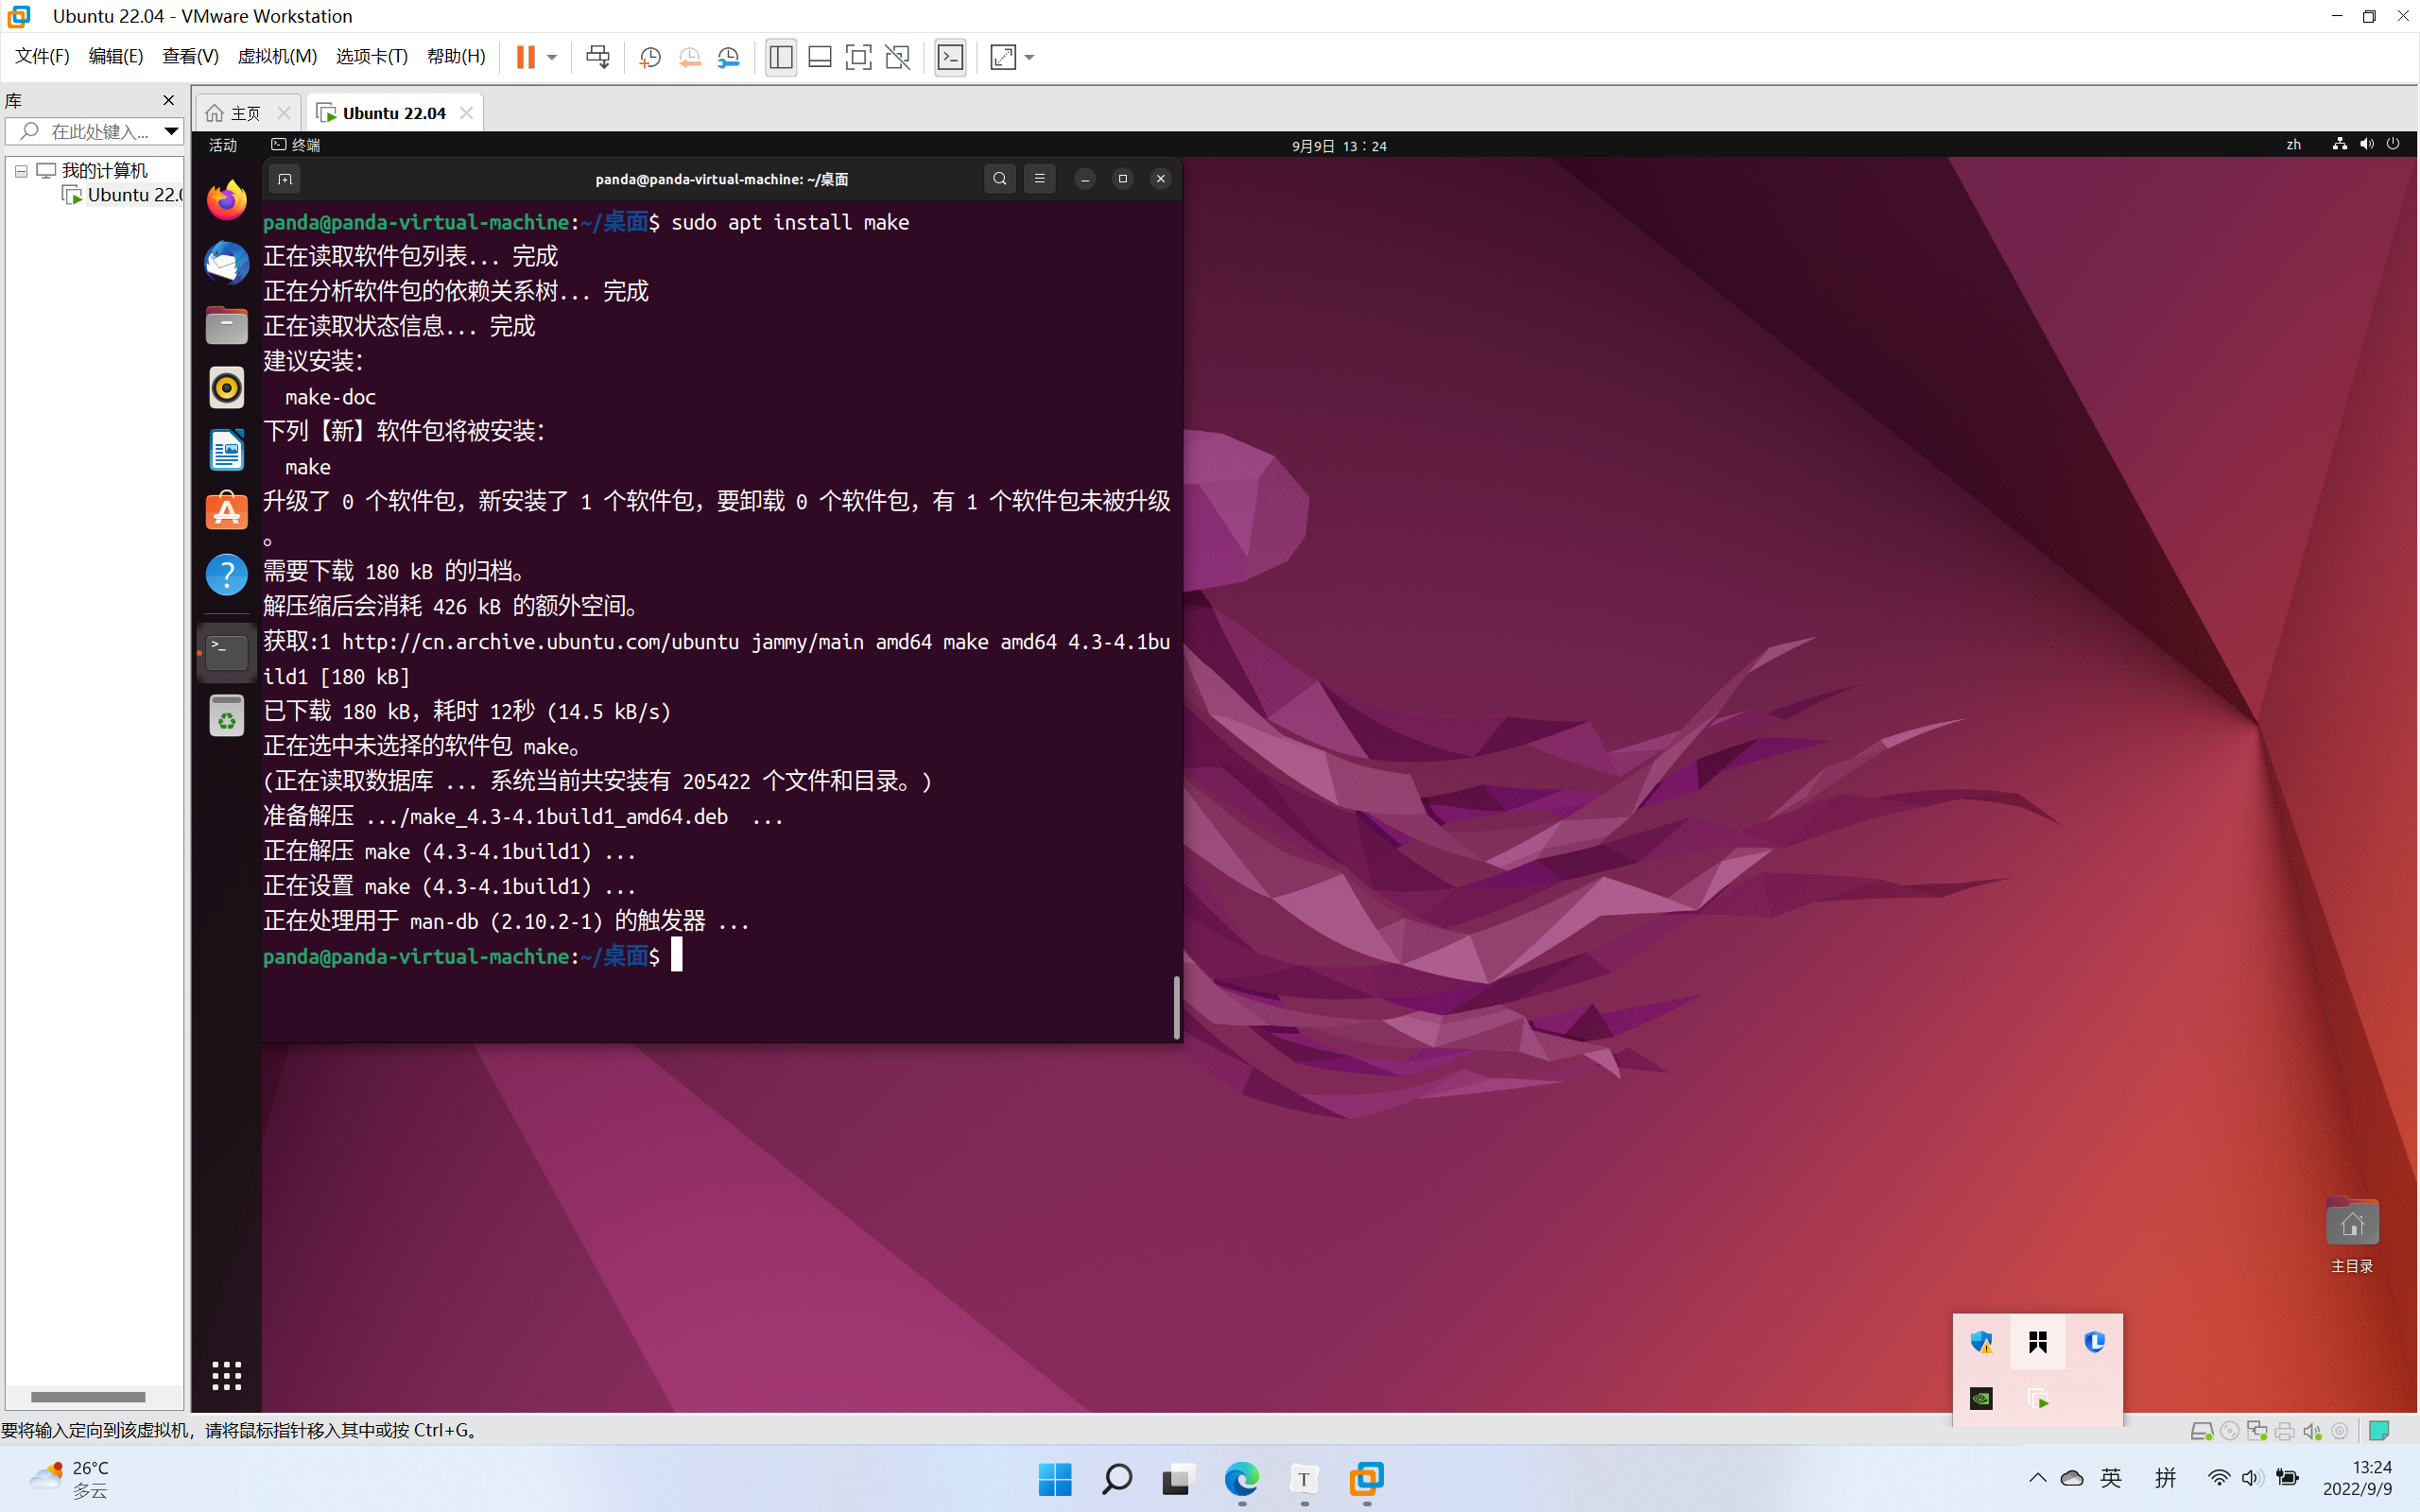 Ubuntu 22.04 - VMware Workstation
文件(F) 编辑(E) 查看(V) 虚拟机(M) 选项卡(T) 帮助(H)
库
在此处键入...
我的计算机
Ubuntu 22.0
主页
Ubuntu 22.04
活动 终端 9月9日 13：24 zh
panda@panda-virtual-machine: ~/桌面
panda@panda-virtual-machine:~/桌面$ sudo apt install make
正在读取软件包列表... 完成
正在分析软件包的依赖关系树... 完成
正在读取状态信息... 完成
建议安装：
make-doc
下列【新】软件包将被安装：
make
升级了 0 个软件包，新安装了 1 个软件包，要卸载 0 个软件包，有 1 个软件包未被升级
。
需要下载 180 kB 的归档。
解压缩后会消耗 426 kB 的额外空间。
获取:1 http://cn.archive.ubuntu.com/ubuntu jammy/main amd64 make amd64 4.3-4.1bu
ild1 [180 kB]
已下载 180 kB，耗时 12秒 (14.5 kB/s)
正在选中未选择的软件包 make。
(正在读取数据库 ... 系统当前共安装有 205422 个文件和目录。)
准备解压 .../make_4.3-4.1build1_amd64.deb  ...
正在解压 make (4.3-4.1build1) ...
正在设置 make (4.3-4.1build1) ...
正在处理用于 man-db (2.10.2-1) 的触发器 ...
panda@panda-virtual-machine:~/桌面$
主目录
要将输入定向到该虚拟机，请将鼠标指针移入其中或按 Ctrl+G。
26°C
多云
T
英 拼
13:24
2022/9/9